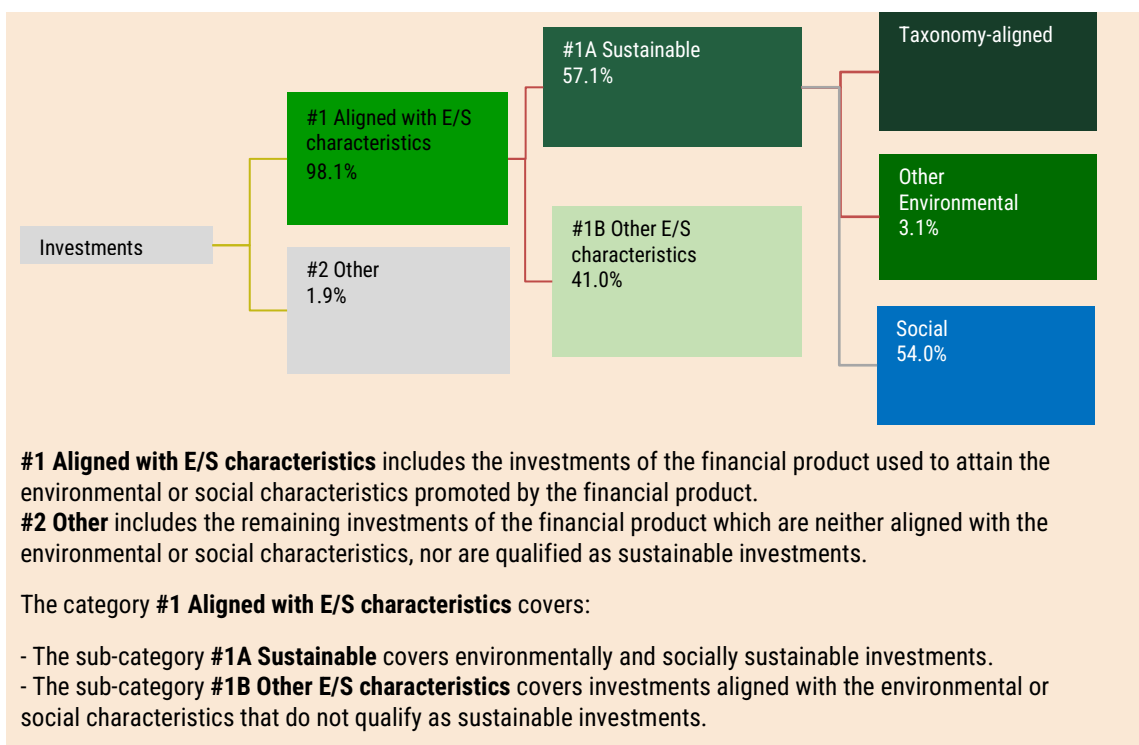 Investments
#1 Aligned with E/S
characteristics
98.1%
#2 Other
1.9%
#1A Sustainable
57.1%
#1B Other E/S
characteristics
41.0%
Taxonomy-aligned
Other
Environmental
3.1%
Social
54.0%
#1 Aligned with E/S characteristics includes the investments of the financial product used to attain the
environmental or social characteristics promoted by the financial product.
#2 Other includes the remaining investments of the financial product which are neither aligned with the
environmental or social characteristics, nor are qualified as sustainable investments.
The category #1 Aligned with E/S characteristics covers:
- The sub-category #1A Sustainable covers environmentally and socially sustainable investments.
- The sub-category #1B Other E/S characteristics covers investments aligned with the environmental or
social characteristics that do not qualify as sustainable investments.